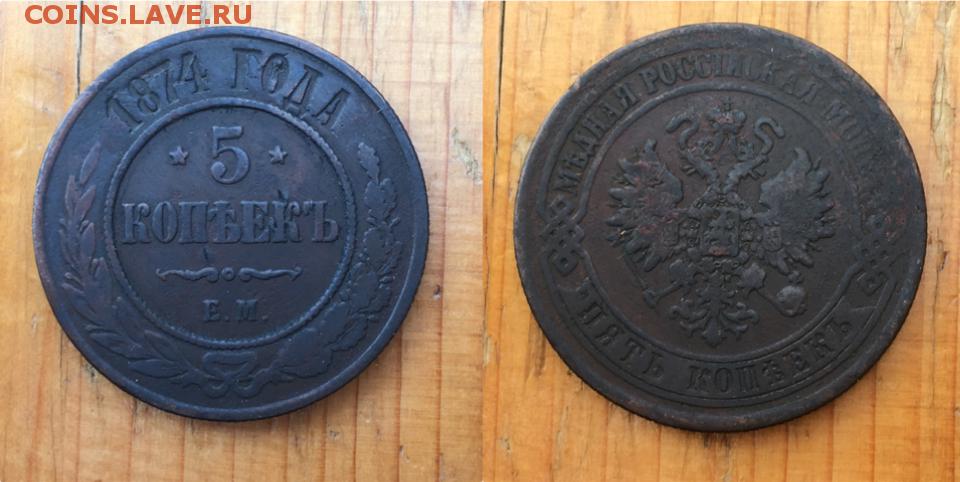 COINS.LAVE.RU
1874 ГОДА
5
КОПѢЕКЪ
Е.М.
МѢДНАЯ РОССІЙСКАЯ МОНЕТА
ПЯТЬ КОПѢЕКЪ